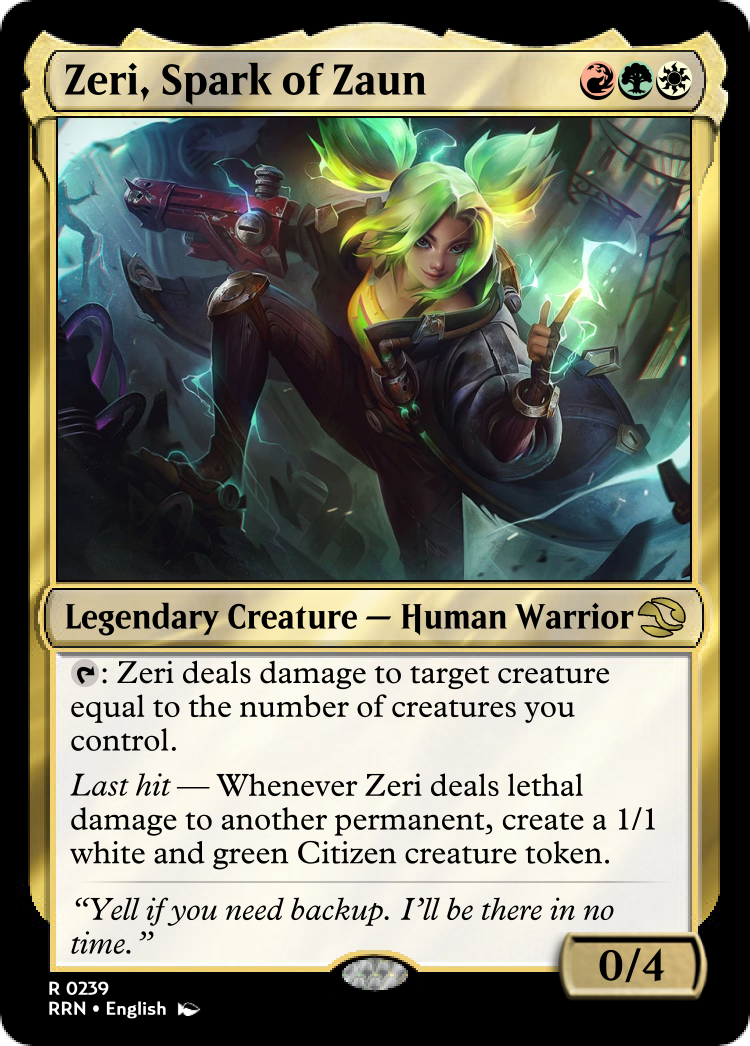 Zeri, Spark of Zaun
Legendary Creature — Human Warrior
: Zeri deals damage to target creature
equal to the number of creatures you
control.
Last hit — Whenever Zeri deals lethal
damage to another permanent, create a 1/1
white and green Citizen creature token.
“Yell if you need backup. I’ll be there in no
time.”
0/4
R 0239
RRN • English